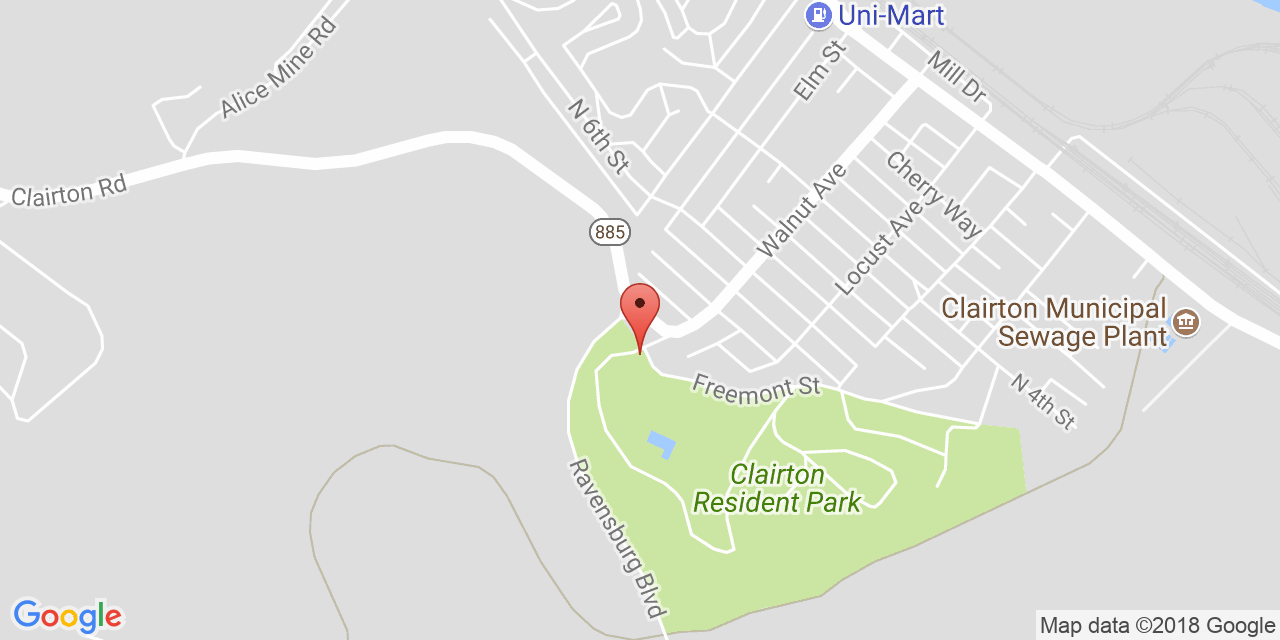 Uni-Mart
Alice Mine Rd
Elm St
Mill Dr
N 6th St
Clairton Rd
Cherry Way
Walnut Ave
885
Locust Ave
Clairton Municipal
Sewage Plant
Freemont St
N 4th St
Clairton
Resident Park
Ravensburg Blvd
Google
Map data ©2018 Google